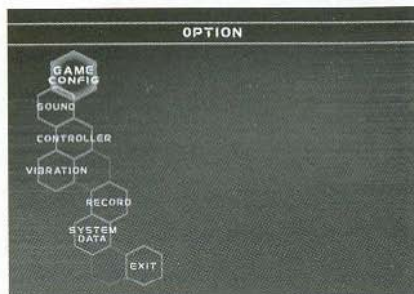 OPTION
GAME
CONFIG
SOUND
CONTROLLER
VIBRATION
RECORD
SYSTEM
DATA
EXIT